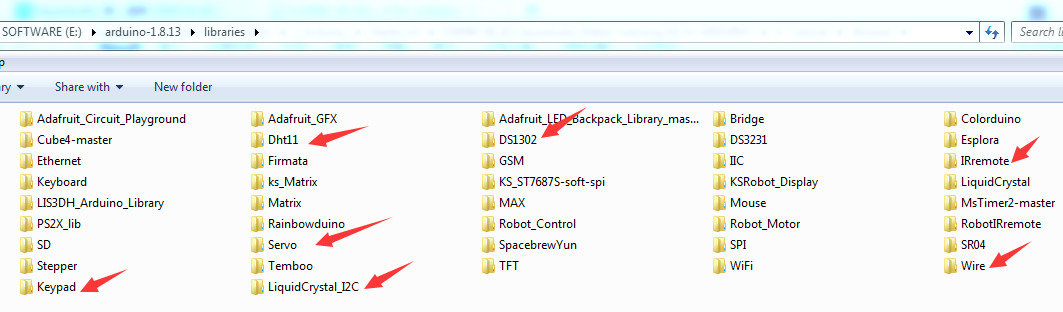 SOFTWARE (E:) arduino-1.8.13 libraries Search li
p
ry Share with New folder
Adafruit_Circuit_Playground Adafruit_GFX Adafruit_LED_Backpack_Library_mas... Bridge Colorduino
Cube4-master Dht11 DS1302 DS3231 Esplora
Ethernet Firmata GSM IIC IRremote
Keyboard ks_Matrix KS_ST7687S-soft-spi KSRobot_Display LiquidCrystal
LIS3DH_Arduino_Library Matrix MAX Mouse MsTimer2-master
PS2X_lib Rainbowduino Robot_Control Robot_Motor RobotIRremote
SD Servo SpacebrewYun SPI SR04
Stepper Temboo TFT WiFi Wire
Keypad LiquidCrystal_I2C